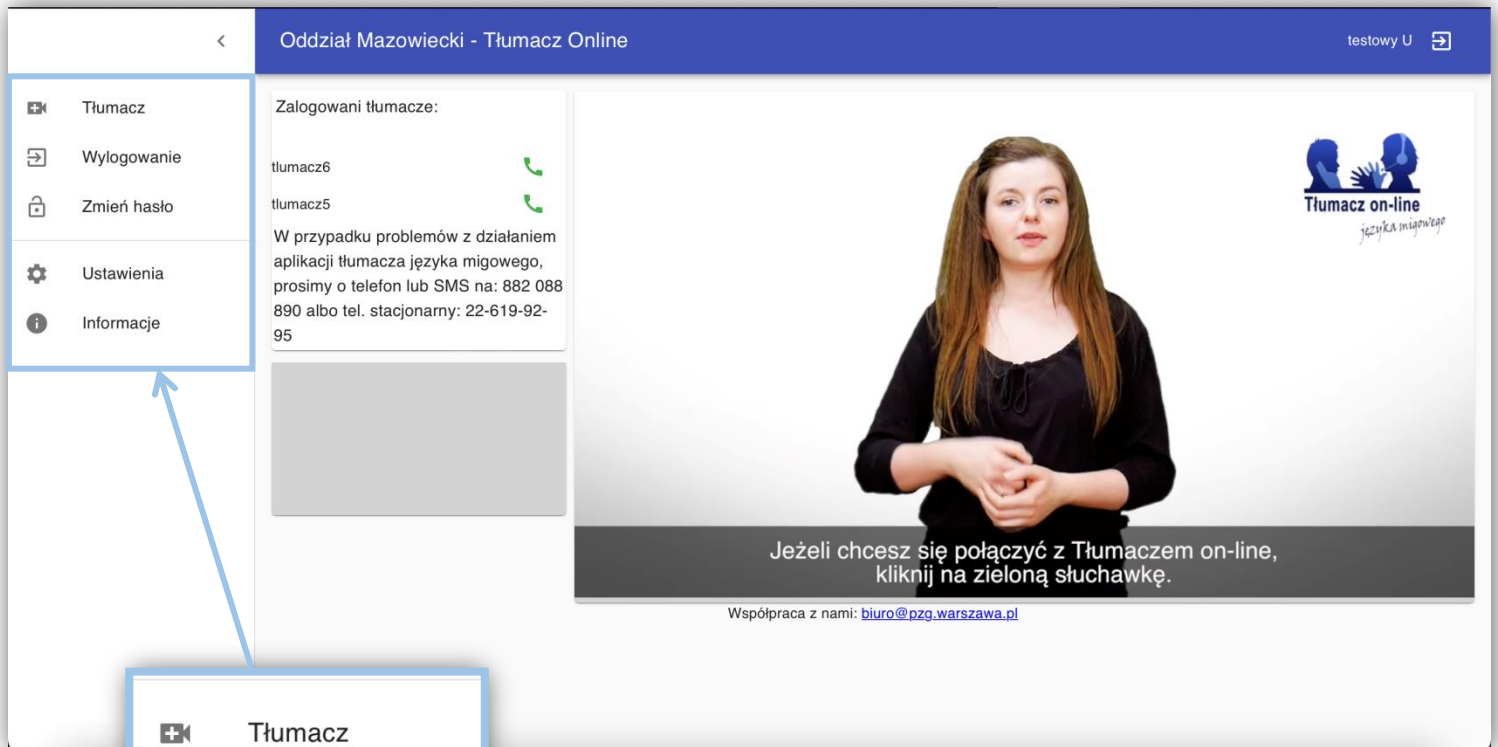 Oddział Mazowiecki - Tłumacz Online
testowy U
Tłumacz
Wylogowanie
Zmień hasło
Ustawienia
Informacje
Zalogowani tłumacze:
tlumacz6
tlumacz5
W przypadku problemów z działaniem
aplikacji tłumacza języka migowego,
prosimy o telefon lub SMS na: 882 088
890 albo tel. stacjonarny: 22-619-92-
95
Tłumacz on-line
języka migowego
Jeżeli chcesz się połączyć z Tłumaczem on-line,
kliknij na zieloną słuchawkę.
Współpraca z nami: biuro@pzg.warszawa.pl
Tłumacz